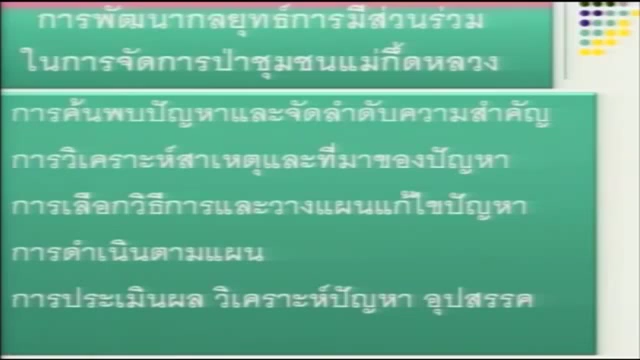 การพัฒนากลยุทธ์การมีส่วนร่วม
ในการจัดการป่าชุมชนแม่กึ๊ดหลวง
การค้นพบปัญหาและจัดลำดับความสำคัญ
การวิเคราะห์สาเหตุและที่มาของปัญหา
การเลือกวิธีการและวางแผนแก้ไขปัญหา
การดำเนินตามแผน
การประเมินผล วิเคราะห์ปัญหา อุปสรรค